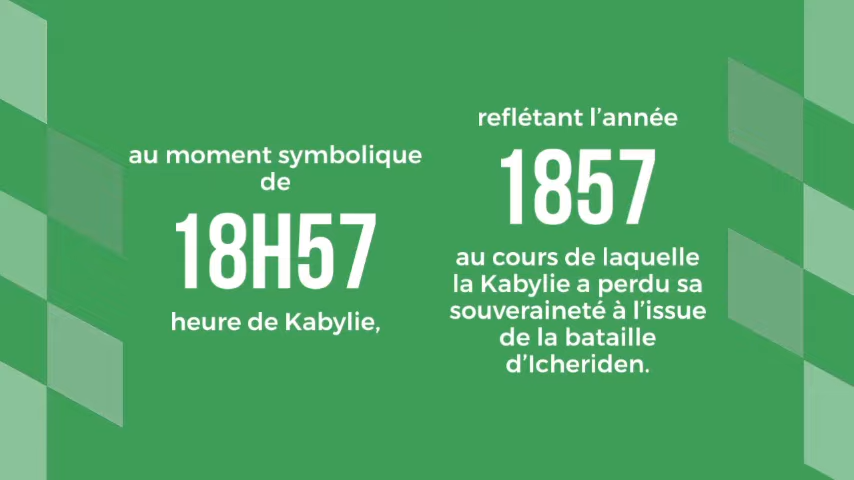 au moment symbolique
de
18H57
heure de Kabylie,
reflétant l’année
1857
au cours de laquelle
la Kabylie a perdu sa
souveraineté à l’issue
de la bataille
d’Icheriden.